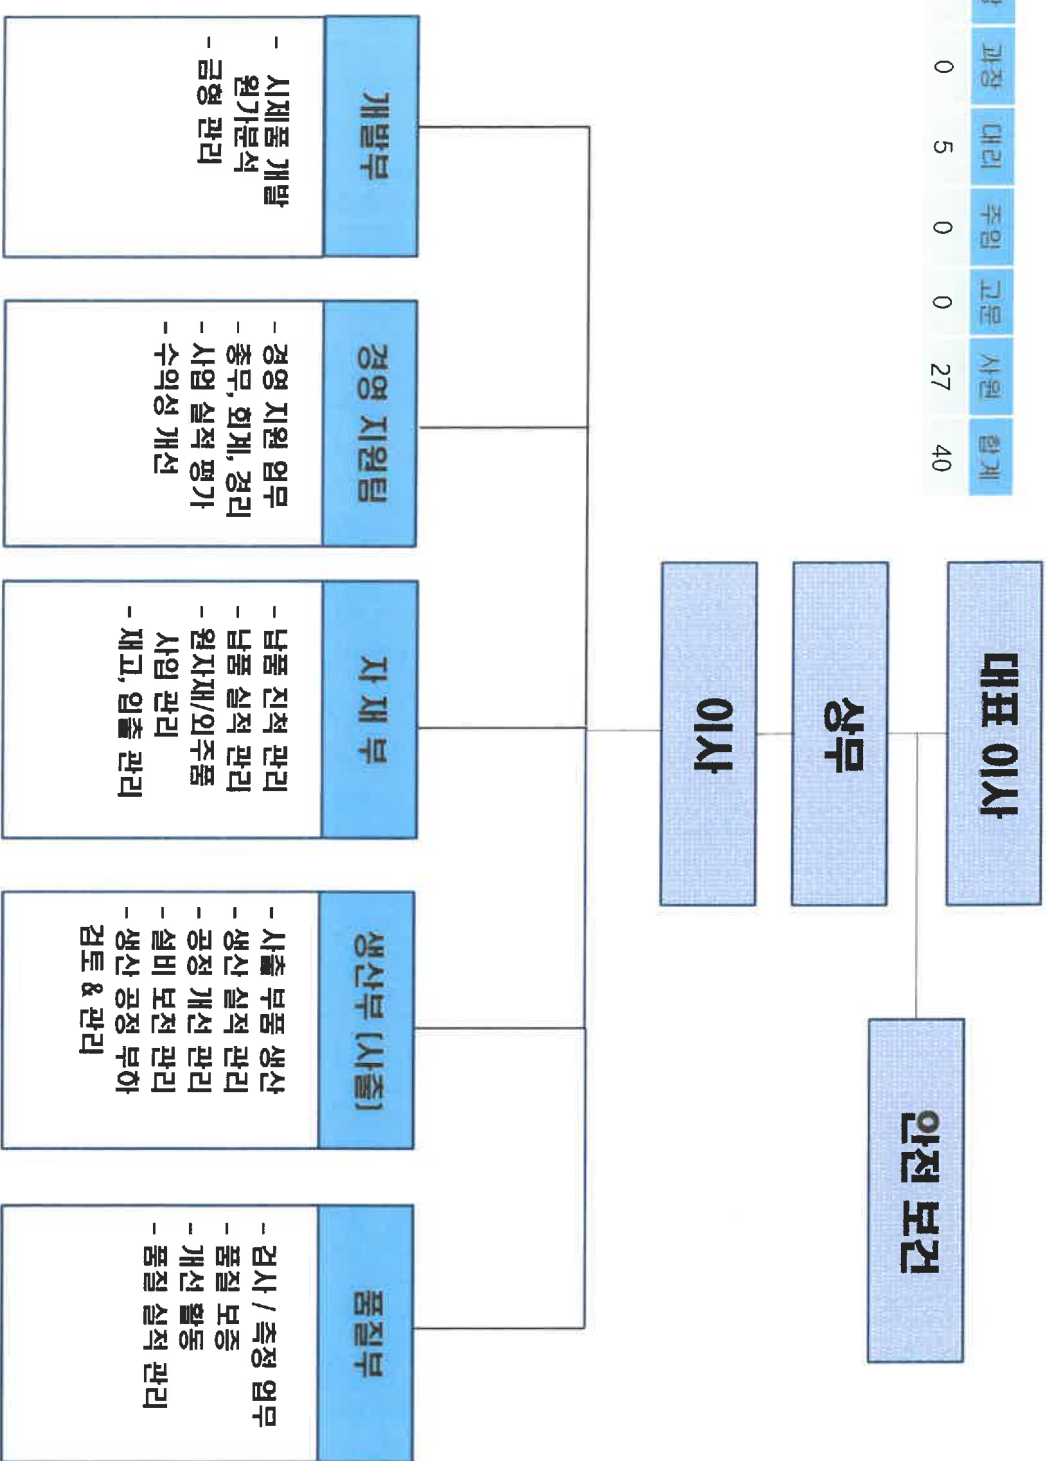 과장 대리 주임 고문 사원 합계
0 5 0 0 27 40
대표 이사
안전 보건
상무
이사
개발부
- 시제품 개발
원가분석
- 금형 관리
경영 지원팀
- 경영 지원 업무
- 총무, 회계, 경리
- 사업 실적 평가
- 수익성 개선
자 재 부
- 납품 진척 관리
- 납품 실적 관리
- 원자재/외주품
사입 관리
- 재고, 입출 관리
생산부 (사출)
- 사출 부품 생산
- 생산 실적 관리
- 공정 개선 관리
- 설비 보전 관리
- 생산 공정 부하
검토 & 관리
품질부
- 검사 / 측정 업무
- 품질 보증
- 개선 활동
- 품질 실적 관리